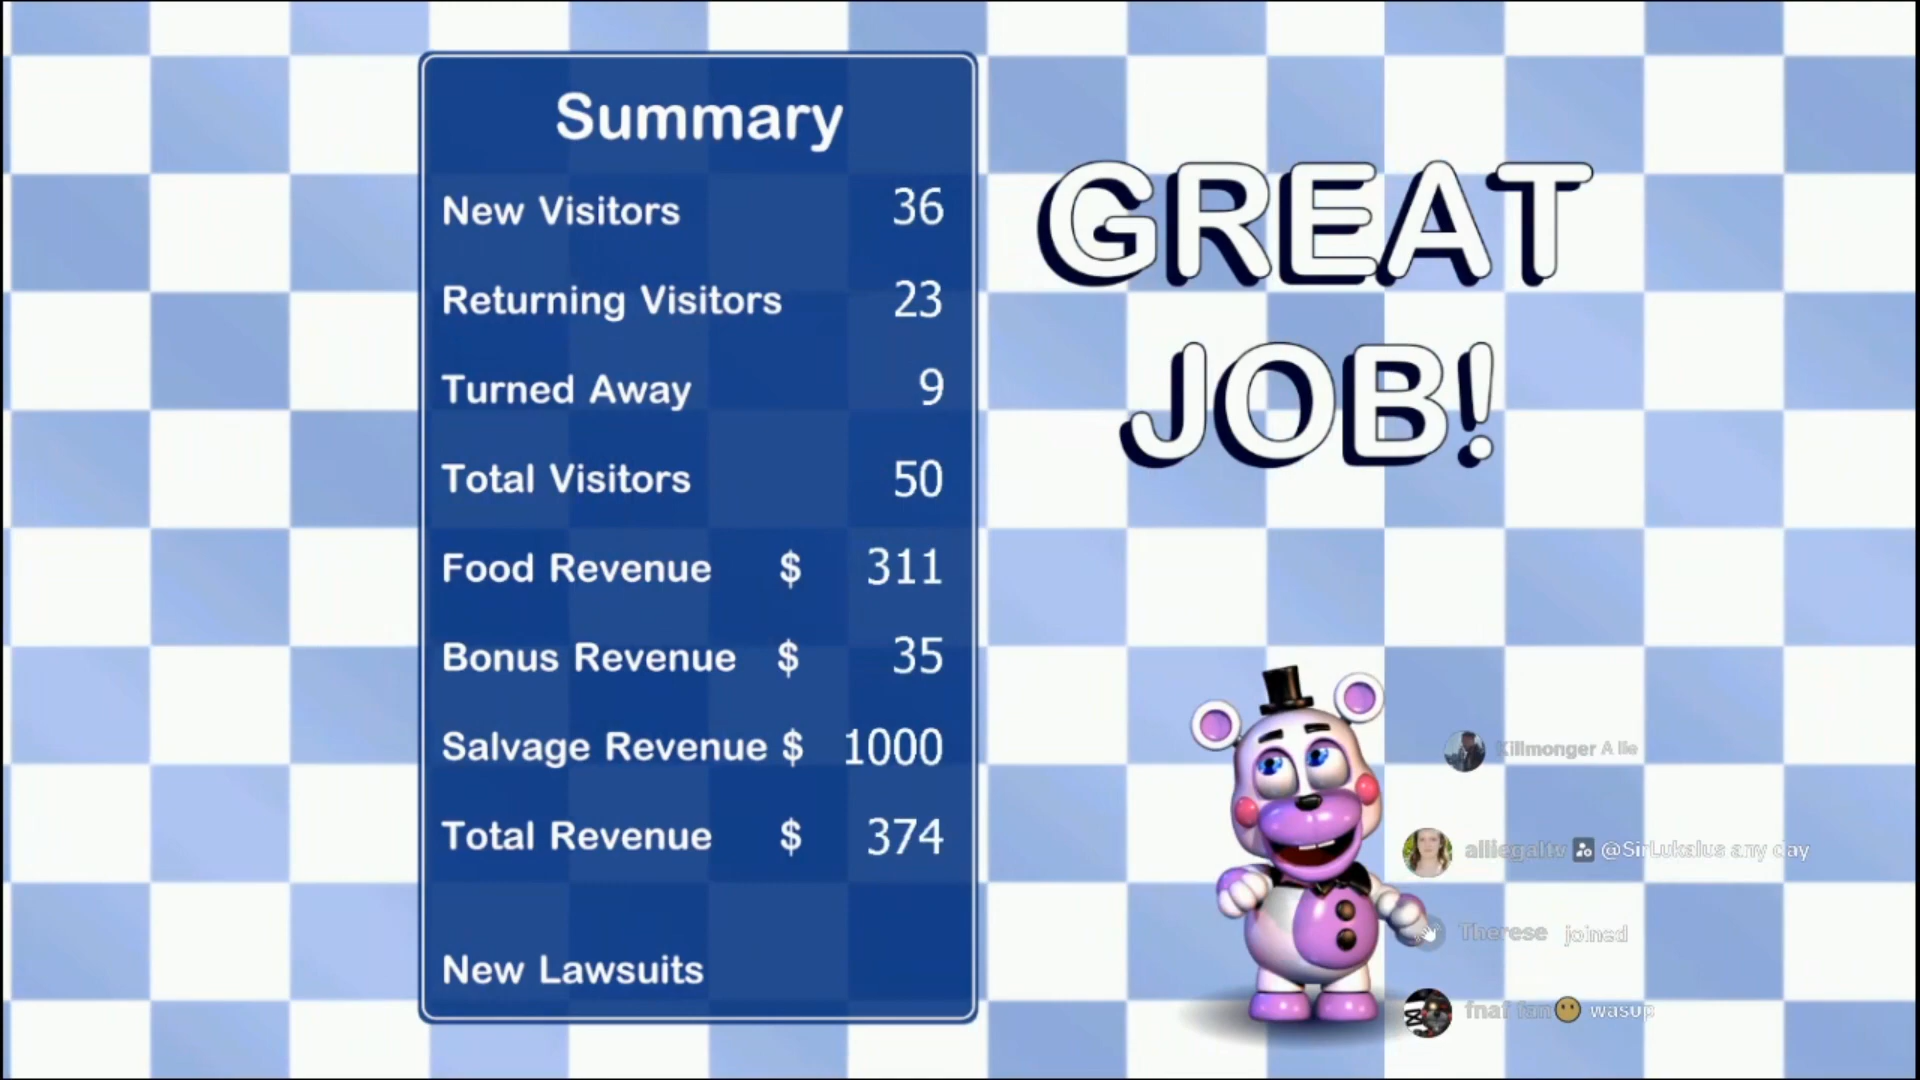 Summary
New Visitors 36
Returning Visitors 23
Turned Away 9
Total Visitors 50
Food Revenue $ 311
Bonus Revenue $ 35
Salvage Revenue $ 1000
Total Revenue $ 374
New Lawsuits
GREAT
JOB!
Killmonger A lie
alliegaltv @SirLukalus any day
Therese joined
fnaf fan wasup